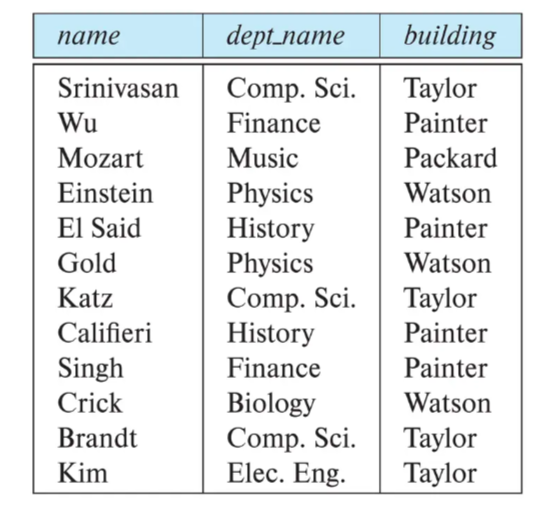 name dept_name building
Srinivasan Comp. Sci. Taylor
Wu Finance Painter
Mozart Music Packard
Einstein Physics Watson
El Said History Painter
Gold Physics Watson
Katz Comp. Sci. Taylor
Califieri History Painter
Singh Finance Painter
Crick Biology Watson
Brandt Comp. Sci. Taylor
Kim Elec. Eng. Taylor